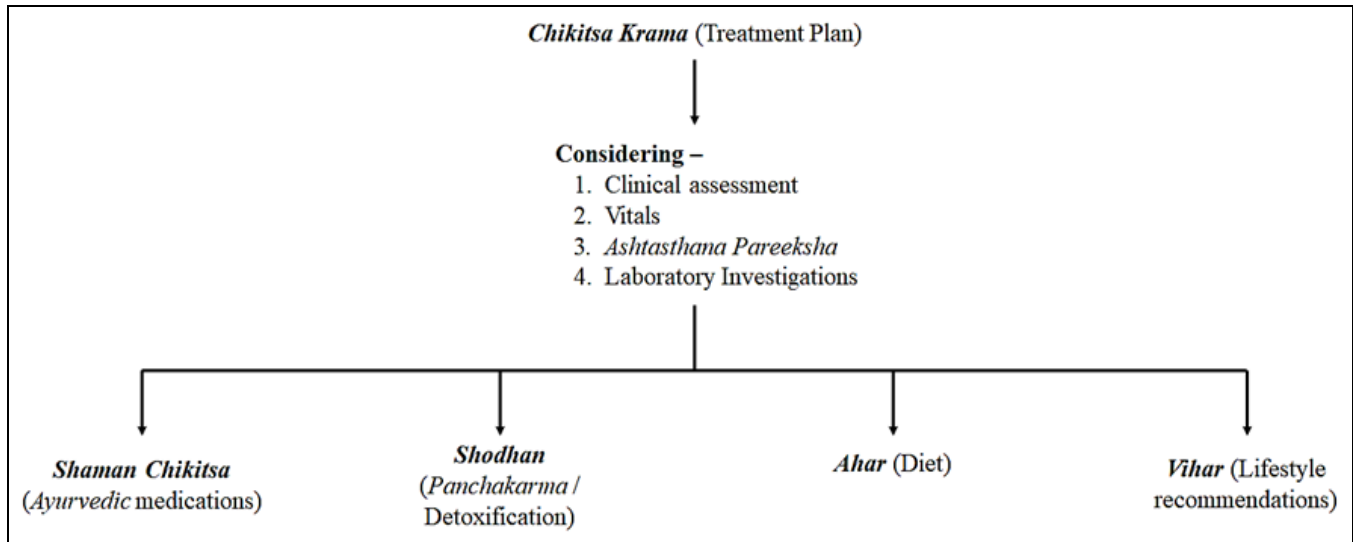 Chikitsa Krama (Treatment Plan)
Considering –
1. Clinical assessment
2. Vitals
3. Ashtasthana Pareeksha
4. Laboratory Investigations
Shaman Chikitsa
(Ayurvedic medications)
Shodhan
(Panchakarma /
Detoxification)
Ahar (Diet)
Vihar (Lifestyle
recommendations)